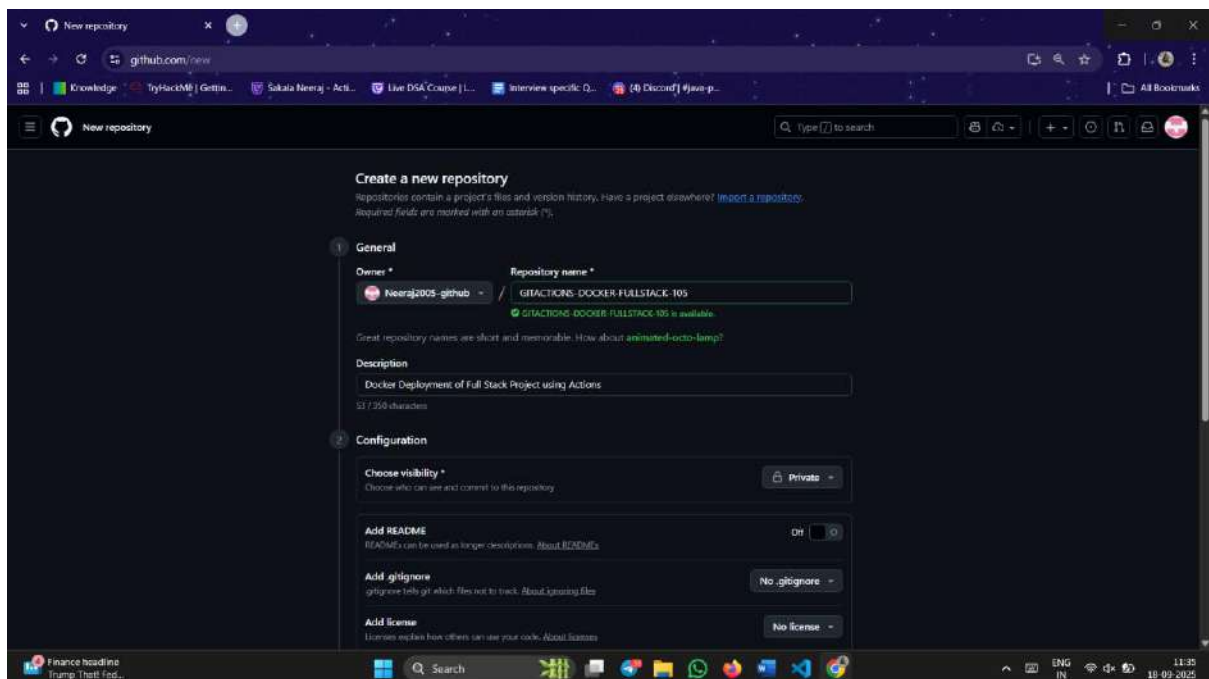 New repository
github.com/new
Knowledge
TryHackMe | Gettin...
Sakala Neeraj - Acti...
Live DSA Course | L...
Interview specific Q...
(4) Discord | #java-p...
All Bookmarks
New repository
Type / to search
Create a new repository
Repositories contain a project's files and version history. Have a project elsewhere? Import a repository.
Required fields are marked with an asterisk (*).
1 General
Owner * Repository name *
Neeraj2005-github / GITACTIONS-DOCKER-FULLSTACK-105
GITACTIONS-DOCKER-FULLSTACK-105 is available.
Great repository names are short and memorable. How about animated-octo-lamp?
Description
Docker Deployment of Full Stack Project using Actions
53 / 350 characters
2 Configuration
Choose visibility *
Private
Choose who can see and commit to this repository
Add README
Off
READMEs can be used as longer descriptions. About READMEs
Add .gitignore
No .gitignore
.gitignore tells git which files not to track. About ignoring files
Add license
No license
Licenses explain how others can use your code. About licenses
Finance headline
Trump That! Fed...
Search
ENG
IN
11:35
18-09-2025